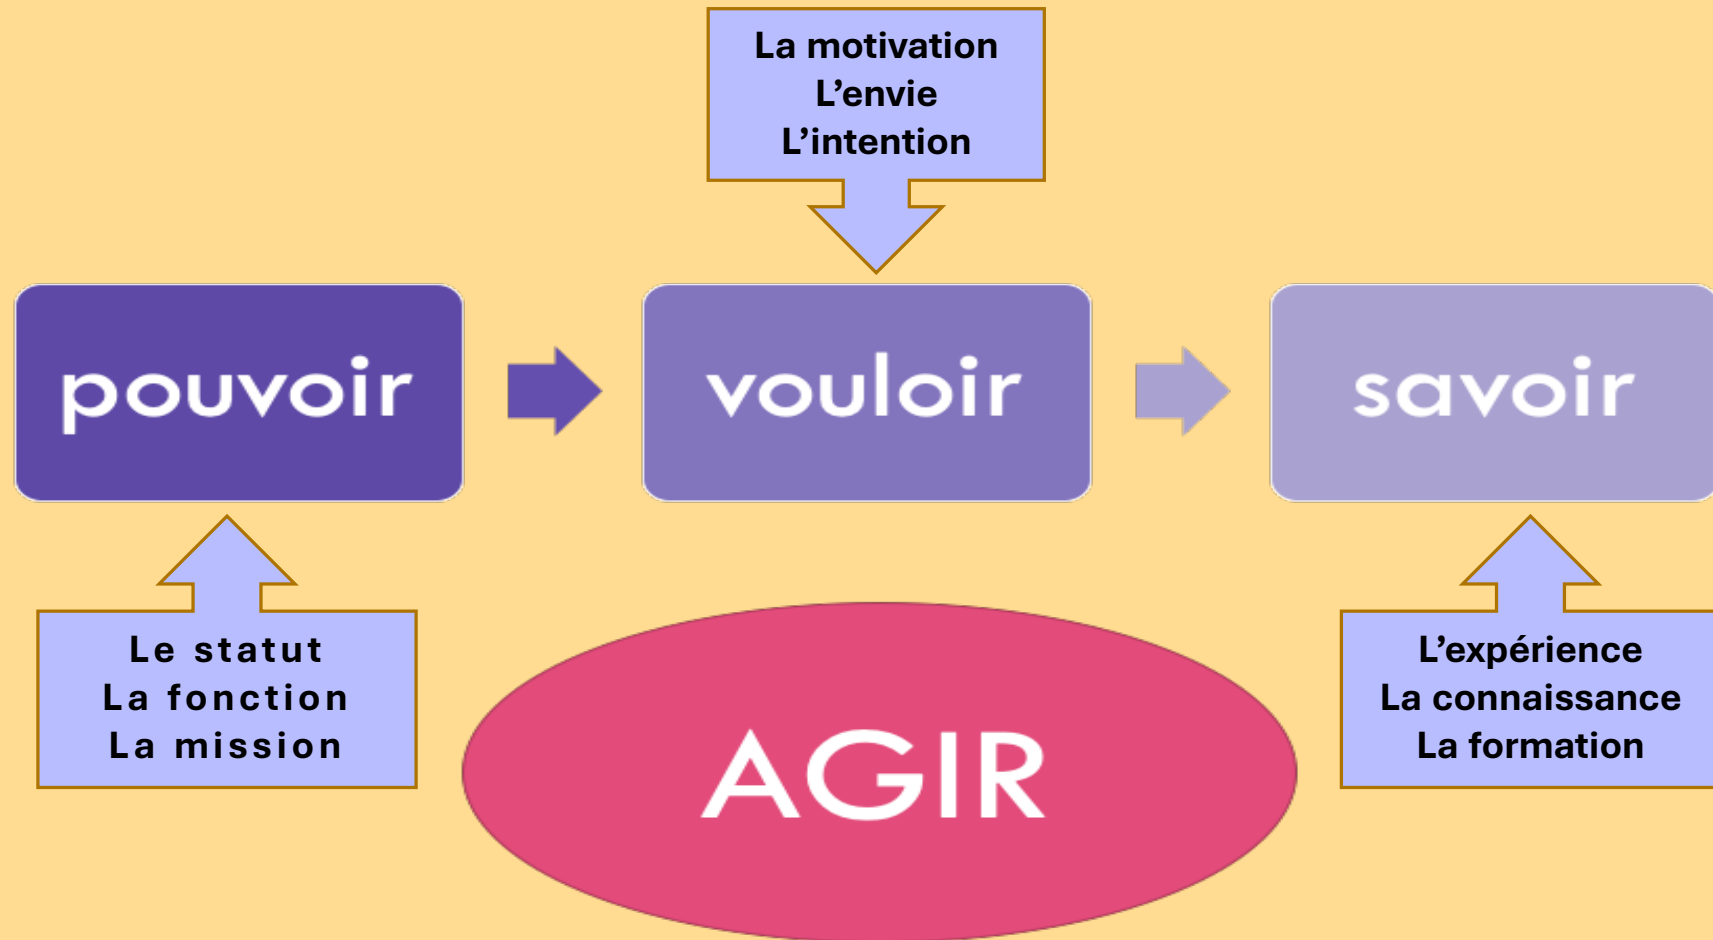 La motivation
L’envie
L’intention
pouvoir
vouloir
savoir
Le statut
La fonction
La mission
AGIR
L’expérience
La connaissance
La formation